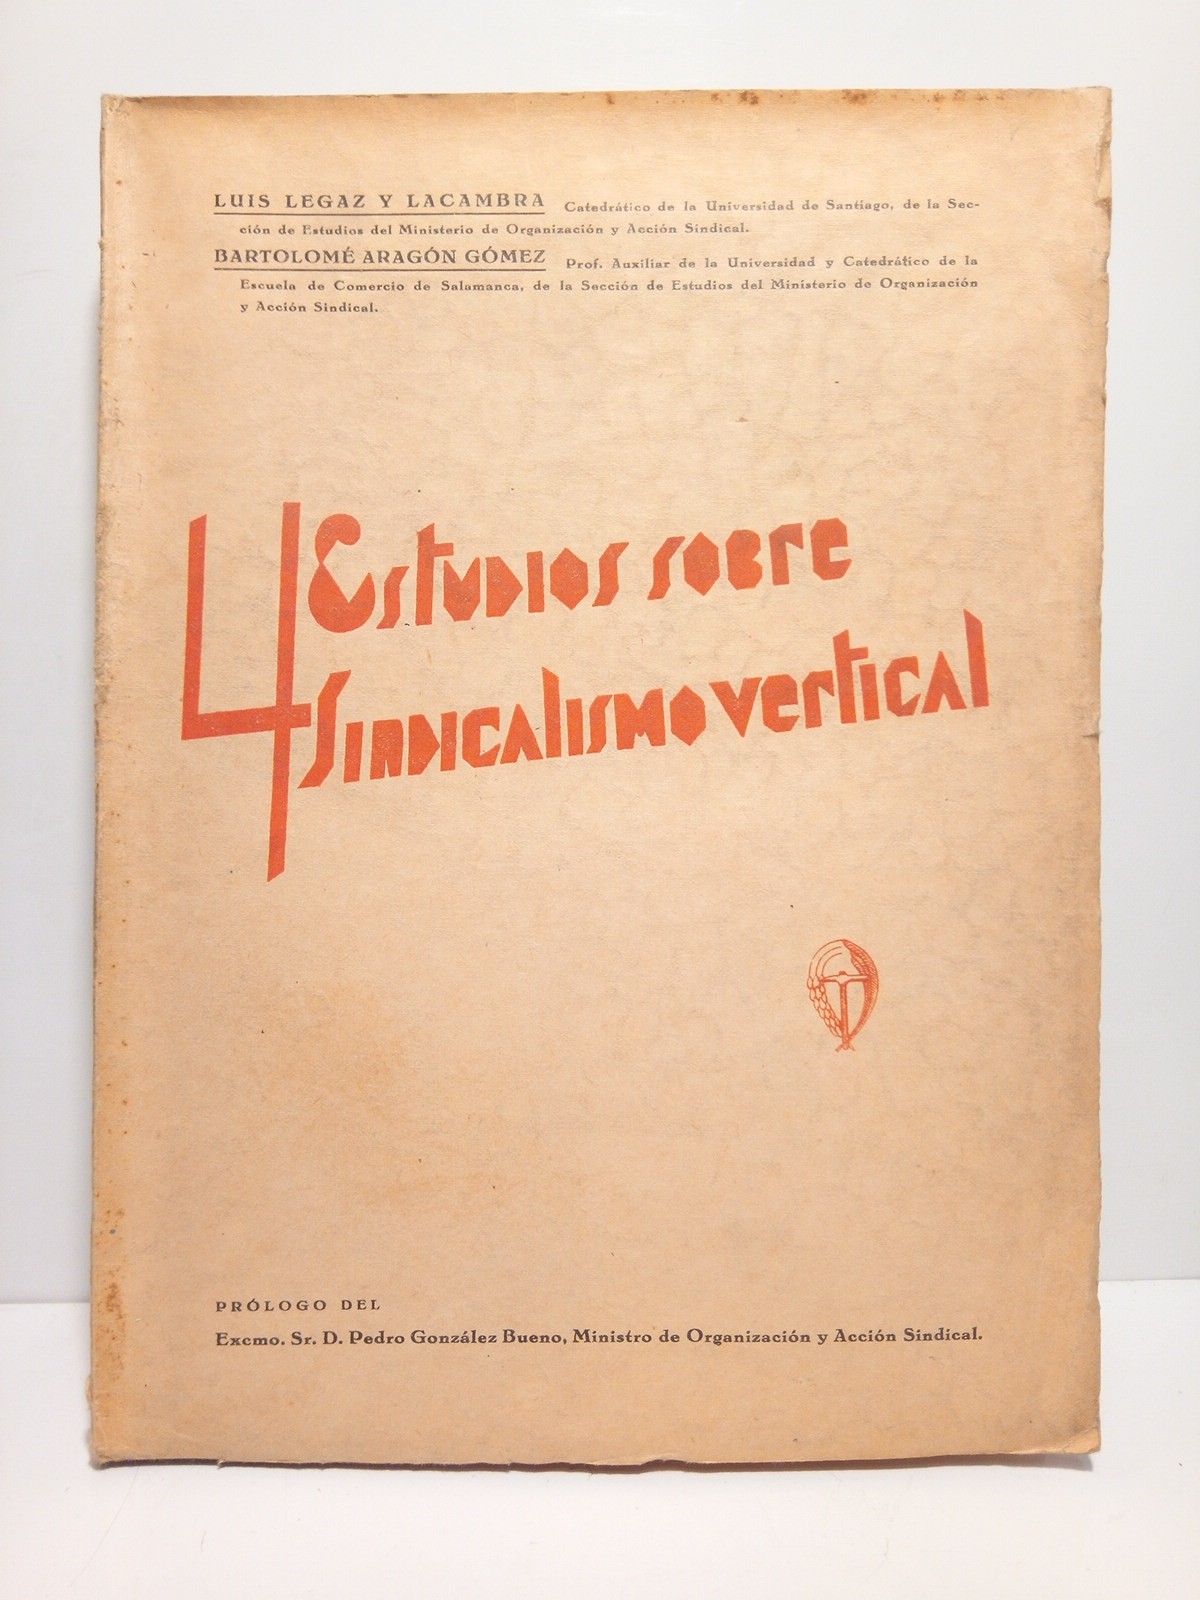 LUIS LEGAZ Y LACAMBRA Catedrático de la Universidad de Santiago, de la Sec-
ción de Estudios del Ministerio de Organización y Acción Sindical.
BARTOLOMÉ ARAGÓN GÓMEZ Prof. Auxiliar de la Universidad y Catedrático de la
Escuela de Comercio de Salamanca, de la Sección de Estudios del Ministerio de Organización
y Acción Sindical.
4 Estudios sobre
Sindicalismo vertical
PRÓLOGO DEL
Excmo. Sr. D. Pedro González Bueno, Ministro de Organización y Acción Sindical.